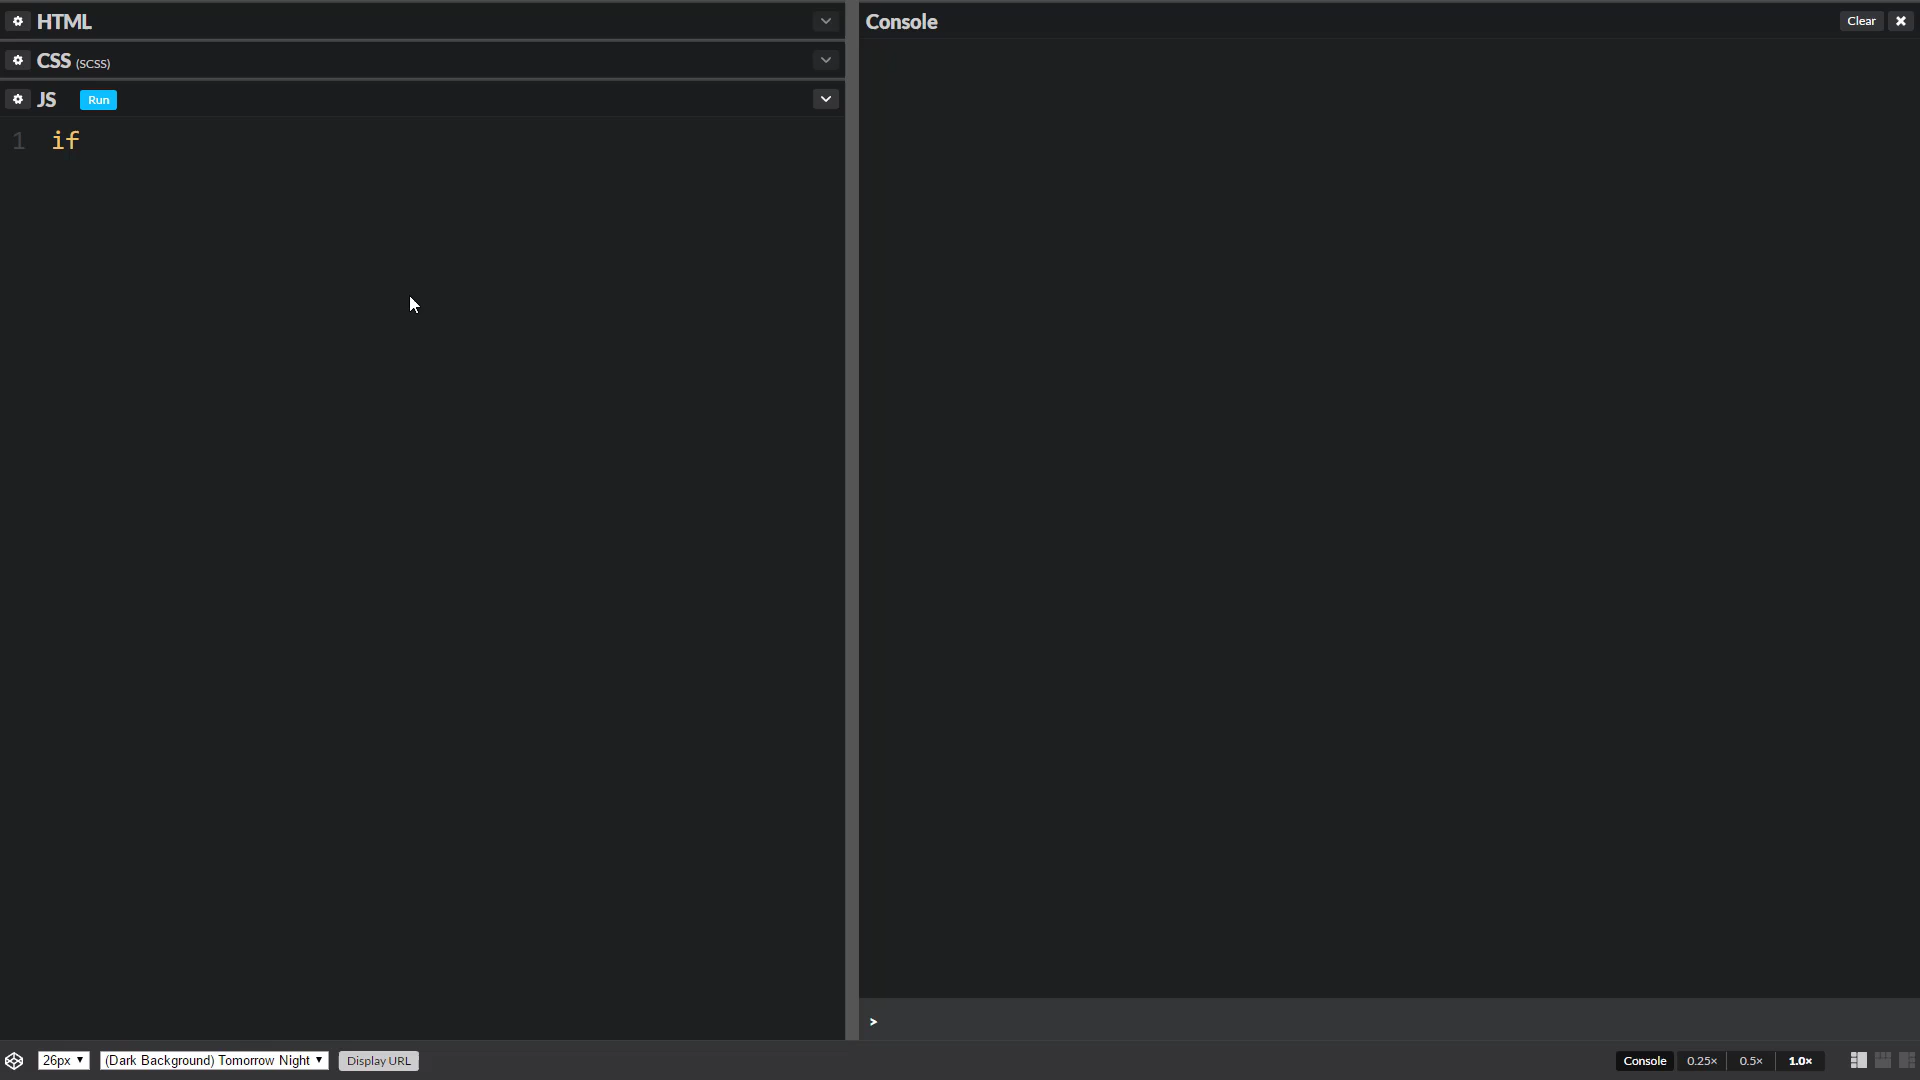 HTML
CSS (SCSS)
JS Run
1 if
Console Clear
>
26px (Dark Background) Tomorrow Night Display URL
Console 0.25× 0.5× 1.0×